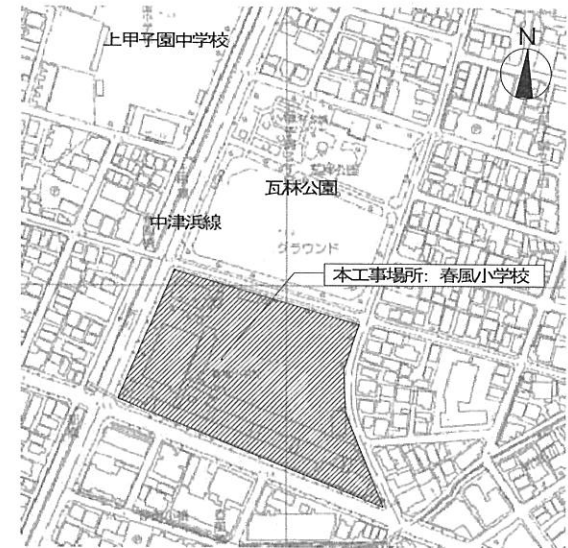 上甲子園中学校
N
瓦林公園
中津浜線
グラウンド
本工事場所：春風小学校